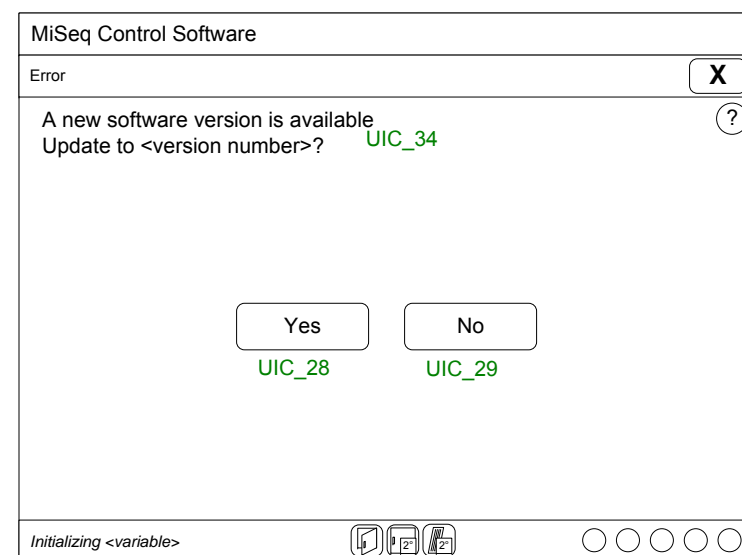 MiSeq Control Software
Error
X
A new software version is available
?
Update to <version number>?
UIC_34
Yes
No
UIC_28
UIC_29
Initializing <variable>
2°
2°